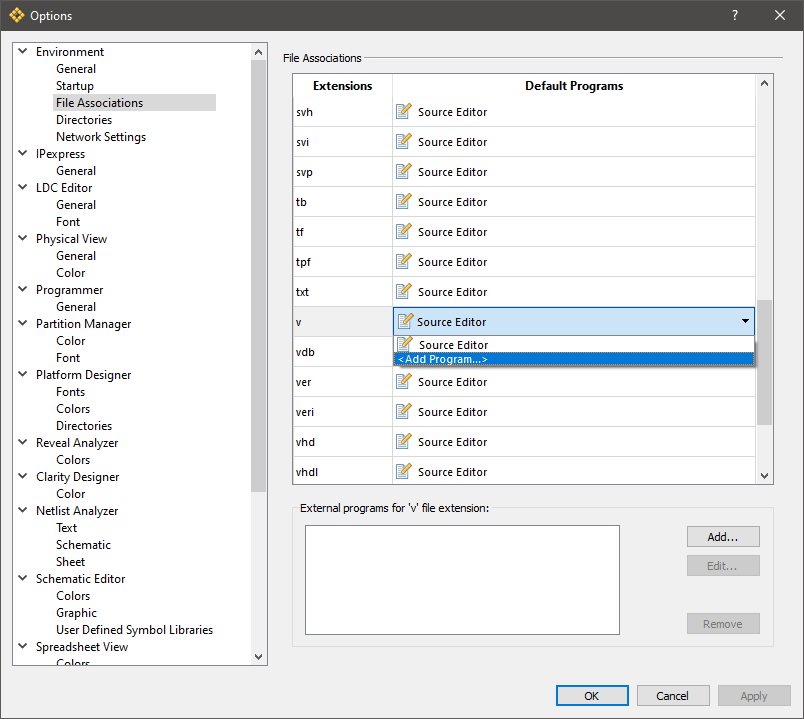 Options
?
Environment
General
Startup
File Associations
Directories
Network Settings
IPexpress
General
LDC Editor
General
Font
Physical View
General
Color
Programmer
General
Partition Manager
Color
Font
Platform Designer
Fonts
Colors
Directories
Reveal Analyzer
Colors
Clarity Designer
Color
Netlist Analyzer
Text
Schematic
Sheet
Schematic Editor
Colors
Graphic
User Defined Symbol Libraries
Spreadsheet View
Colors
File Associations
Extensions Default Programs
svh Source Editor
svi Source Editor
svp Source Editor
tb Source Editor
tf Source Editor
tpf Source Editor
txt Source Editor
v Source Editor
vdb Source Editor
<Add Program...>
ver Source Editor
veri Source Editor
vhd Source Editor
vhdl Source Editor
External programs for 'v' file extension:
Add...
Edit...
Remove
OK Cancel Apply